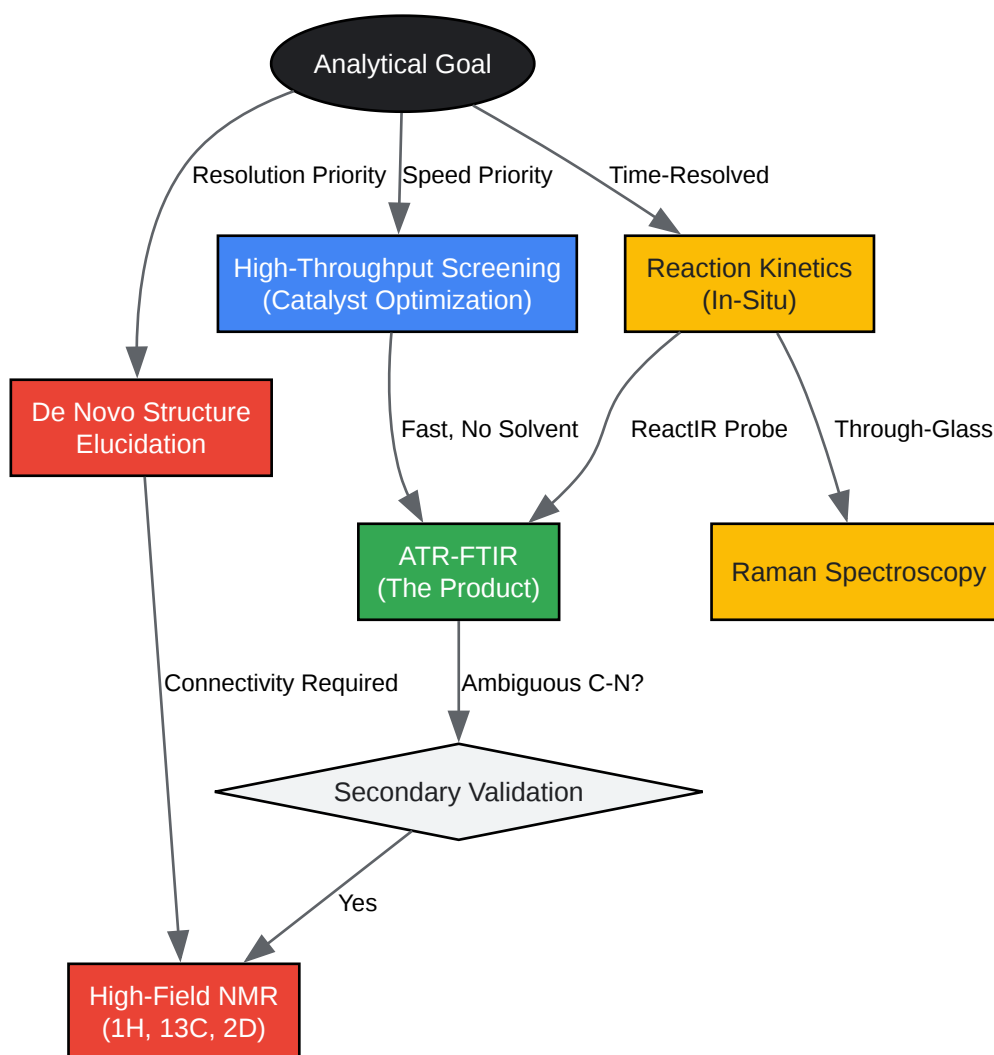 Analytical Goal
Resolution Priority
Speed Priority
Time-Resolved
High-Throughput Screening
(Catalyst Optimization)
Reaction Kinetics
(In-Situ)
De Novo Structure
Elucidation
Fast, No Solvent
ReactIR Probe
Through-Glass
ATR-FTIR
(The Product)
Raman Spectroscopy
Connectivity Required
Ambiguous C-N?
Secondary Validation
Yes
High-Field NMR
(1H, 13C, 2D)